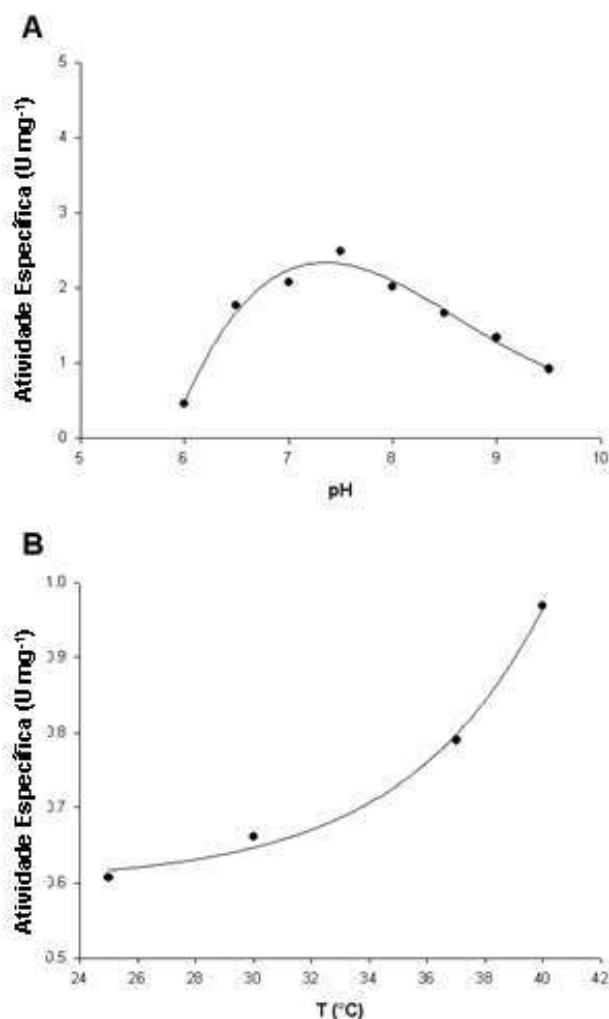 A
Atividade Específica (U mg⁻¹)
5
4
3
2
1
0
5 6 7 8 9 10
pH
B
Atividade Específica (U mg⁻¹)
1.0
0.9
0.8
0.7
0.6
0.5
24 26 28 30 32 34 36 38 40 42
T (°C)